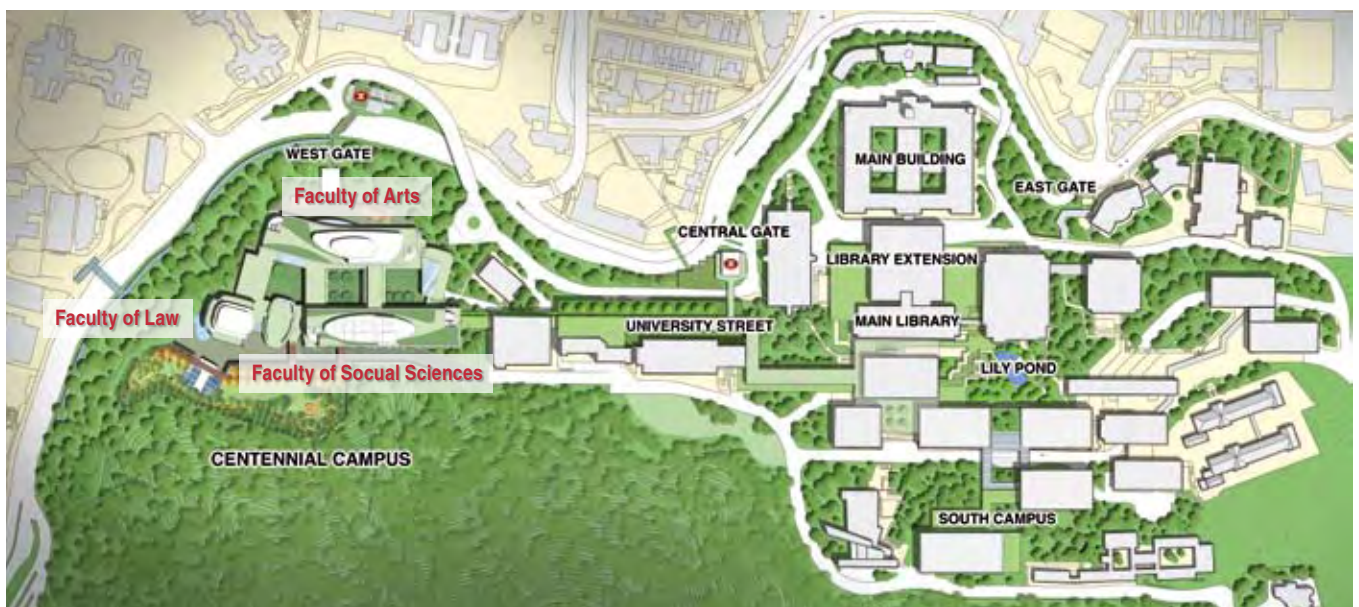 WEST GATE
Faculty of Arts
MAIN BUILDING
EAST GATE
CENTRAL GATE
LIBRARY EXTENSION
Faculty of Law
UNIVERSITY STREET
MAIN LIBRARY
Faculty of Socual Sciences
LILY POND
CENTENNIAL CAMPUS
SOUTH CAMPUS